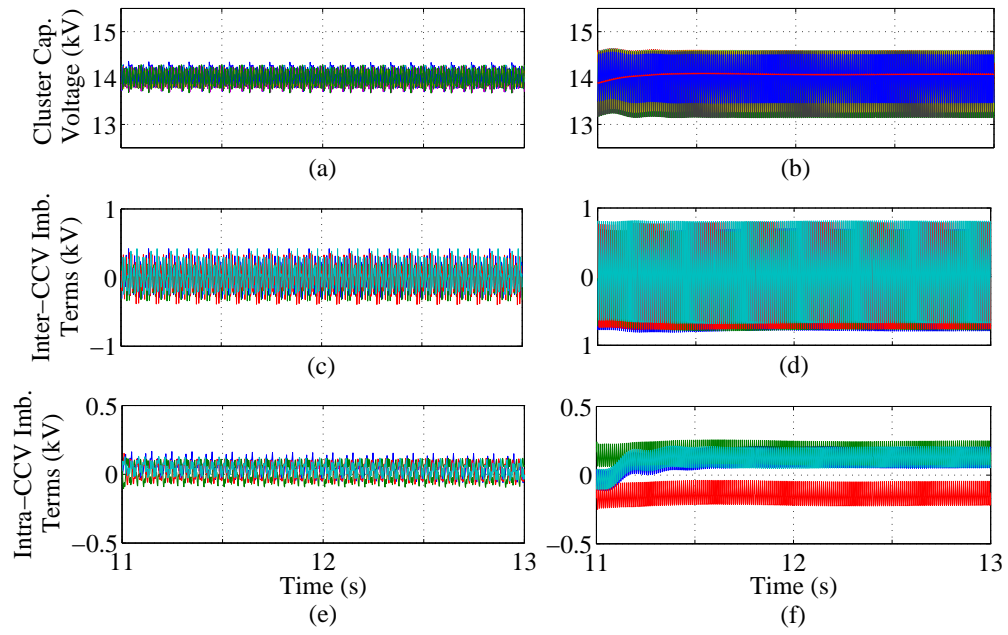 Cluster Cap.
Voltage (kV)
15
14
13
(a)
15
14
13
(b)
Inter−CCV Imb.
Terms (kV)
1
0
−1
(c)
1
0
1
(d)
Intra−CCV Imb.
Terms (kV)
0.5
0
−0.5
11
12
13
Time (s)
(e)
0.5
0
−0.5
11
12
13
Time (s)
(f)